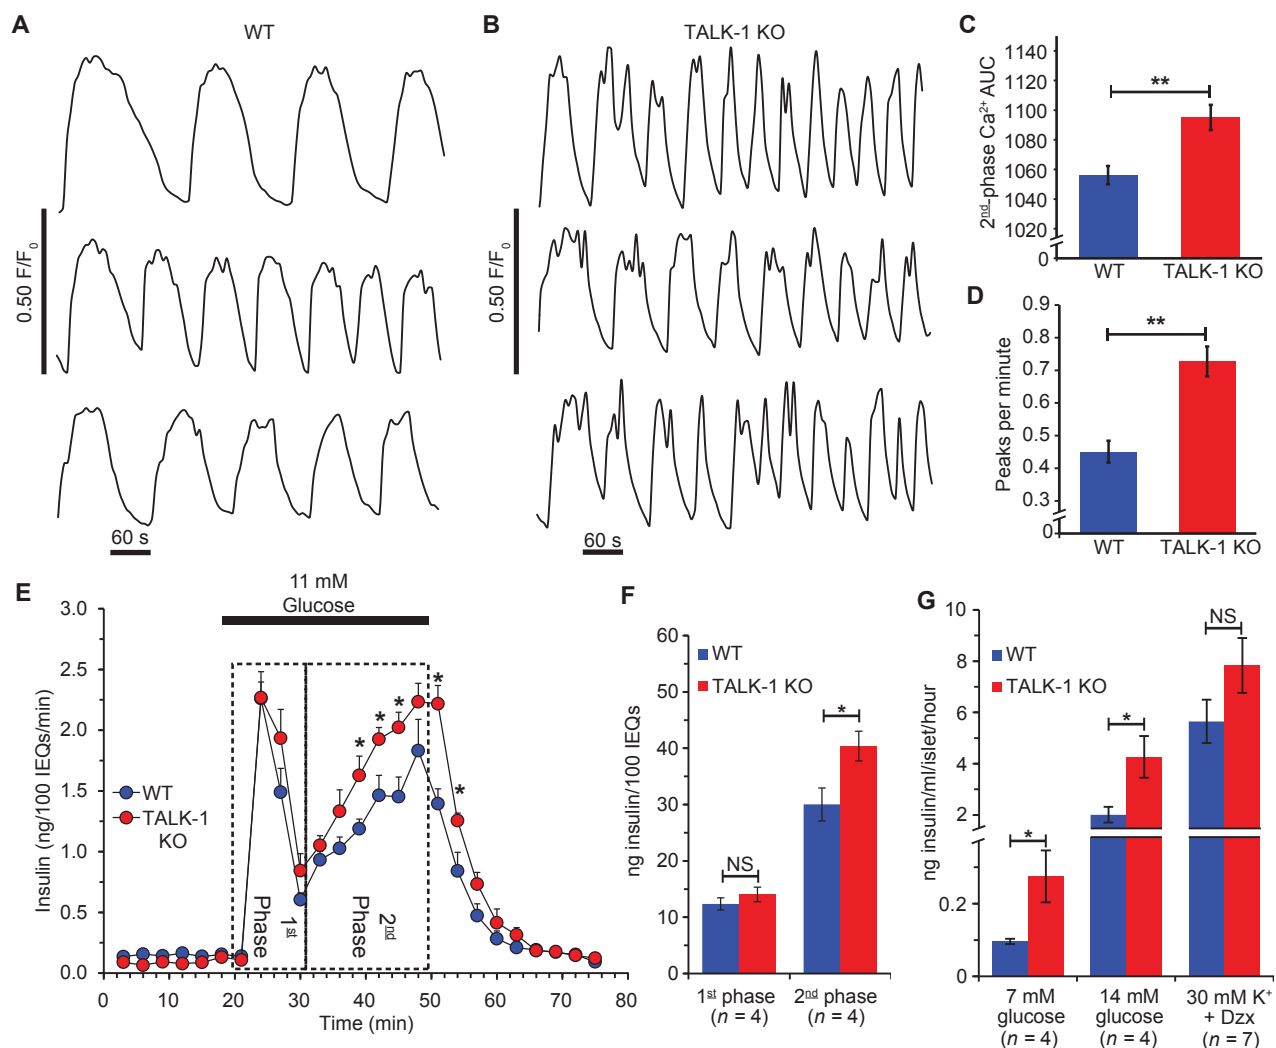 A
WT
0.50 F/F0
60 s
B
TALK-1 KO
0.50 F/F0
60 s
C
2nd-phase Ca2+ AUC
1140
1120
1100
1080
1060
1040
1020
0
**
WT
TALK-1 KO
D
Peaks per minute
0.9
0.8
0.7
0.6
0.5
0.4
0.3
0
**
WT
TALK-1 KO
E
11 mM
Glucose
Insulin (ng/100 IEQs/min)
3.0
2.5
2.0
1.5
1.0
0.5
0.0
WT
TALK-1
KO
1st
Phase
2nd
Phase
* * * * *
0 10 20 30 40 50 60 70 80
Time (min)
F
ng insulin/100 IEQs
60
50
40
30
20
10
0
WT
TALK-1 KO
NS
*
1st phase
(n = 4)
2nd phase
(n = 4)
G
ng insulin/ml/islet/hour
10
8
6
4
2
0.2
0
WT
TALK-1 KO
*
*
NS
7 mM
glucose
(n = 4)
14 mM
glucose
(n = 4)
30 mM K+
+ Dzx
(n = 7)